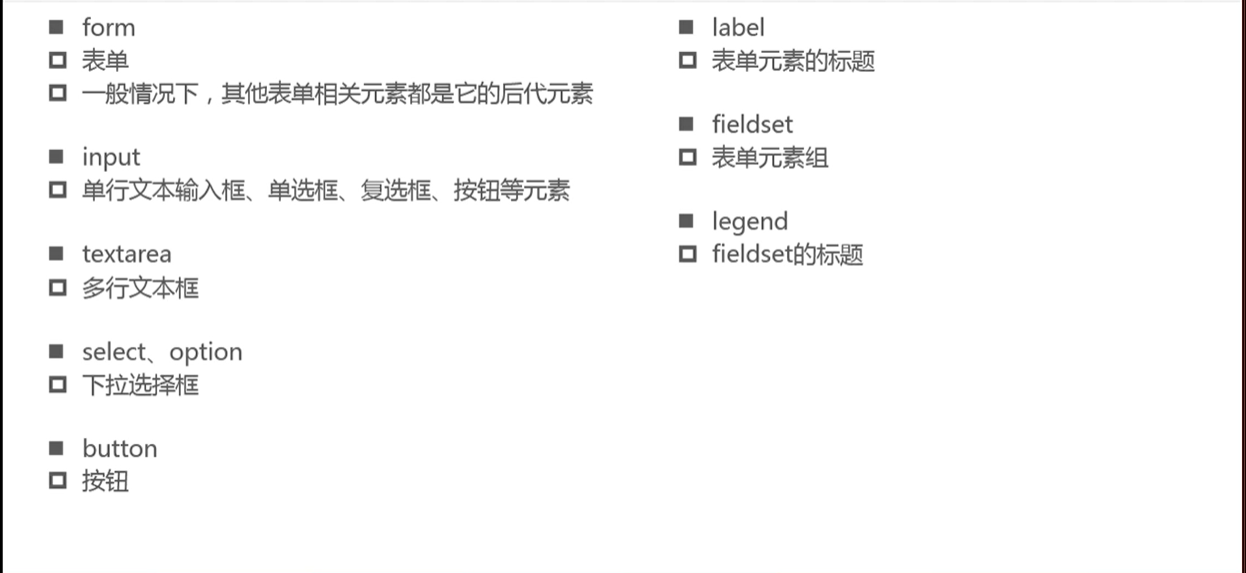 form
表单
一般情况下，其他表单相关元素都是它的后代元素
input
单行文本输入框、单选框、复选框、按钮等元素
textarea
多行文本框
select、option
下拉选择框
button
按钮
label
表单元素的标题
fieldset
表单元素组
legend
fieldset的标题